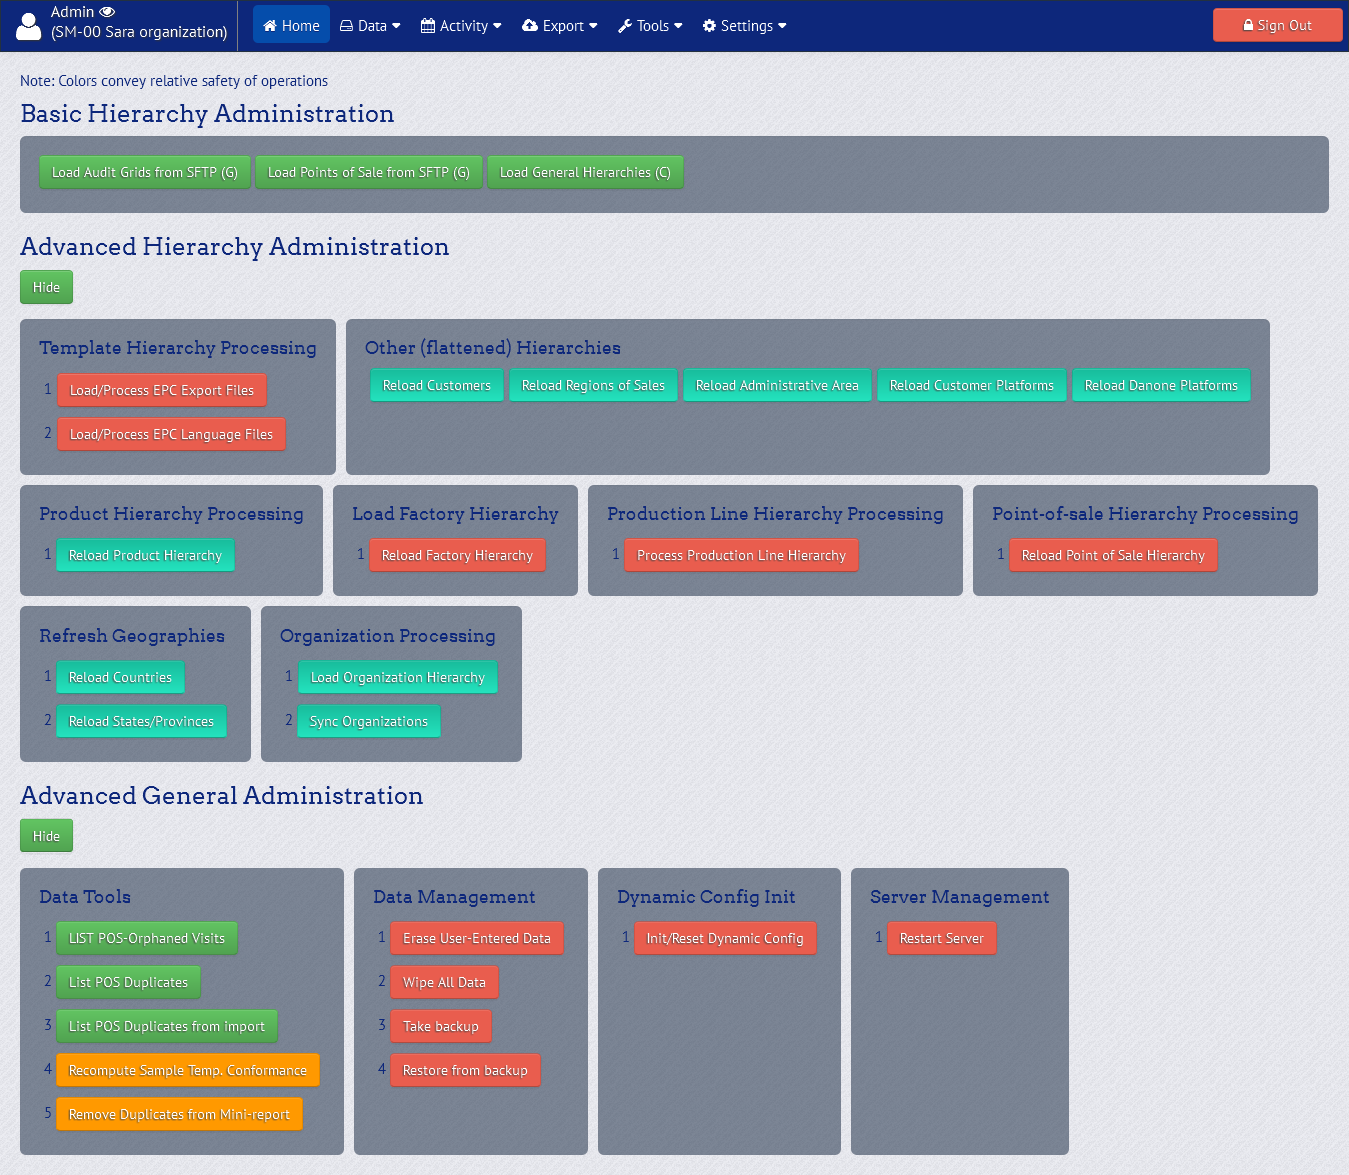 Admin
(SM-00 Sara organization)
Home
Data
Activity
Export
Tools
Settings
Sign Out
Note: Colors convey relative safety of operations
Basic Hierarchy Administration
Load Audit Grids from SFTP (G)
Load Points of Sale from SFTP (G)
Load General Hierarchies (C)
Advanced Hierarchy Administration
Hide
Template Hierarchy Processing
1 Load/Process EPC Export Files
2 Load/Process EPC Language Files
Other (flattened) Hierarchies
Reload Customers
Reload Regions of Sales
Reload Administrative Area
Reload Customer Platforms
Reload Danone Platforms
Product Hierarchy Processing
1 Reload Product Hierarchy
Load Factory Hierarchy
1 Reload Factory Hierarchy
Production Line Hierarchy Processing
1 Process Production Line Hierarchy
Point-of-sale Hierarchy Processing
1 Reload Point of Sale Hierarchy
Refresh Geographies
1 Reload Countries
2 Reload States/Provinces
Organization Processing
1 Load Organization Hierarchy
2 Sync Organizations
Advanced General Administration
Hide
Data Tools
1 LIST POS-Orphaned Visits
2 List POS Duplicates
3 List POS Duplicates from import
4 Recompute Sample Temp. Conformance
5 Remove Duplicates from Mini-report
Data Management
1 Erase User-Entered Data
2 Wipe All Data
3 Take backup
4 Restore from backup
Dynamic Config Init
1 Init/Reset Dynamic Config
Server Management
1 Restart Server